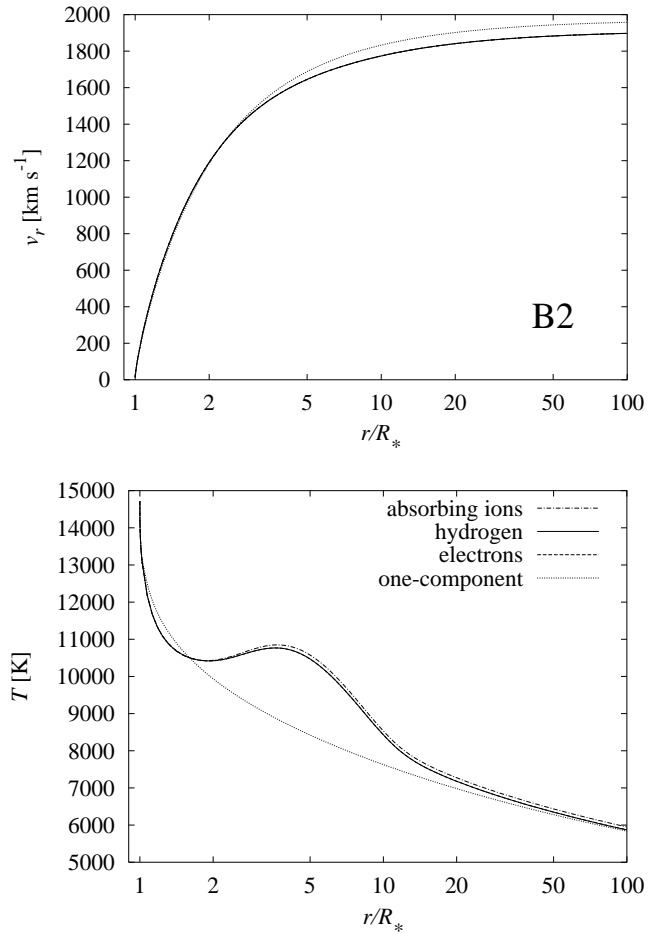 2000
1800
1600
1400
1200
1000
800
600
400
200
0
v_r [km s^-1]
B2
1 2 5 10 20 50 100
r/R_*
15000
14000
13000
12000
11000
10000
9000
8000
7000
6000
5000
T [K]
absorbing ions
hydrogen
electrons
one-component
1 2 5 10 20 50 100
r/R_*